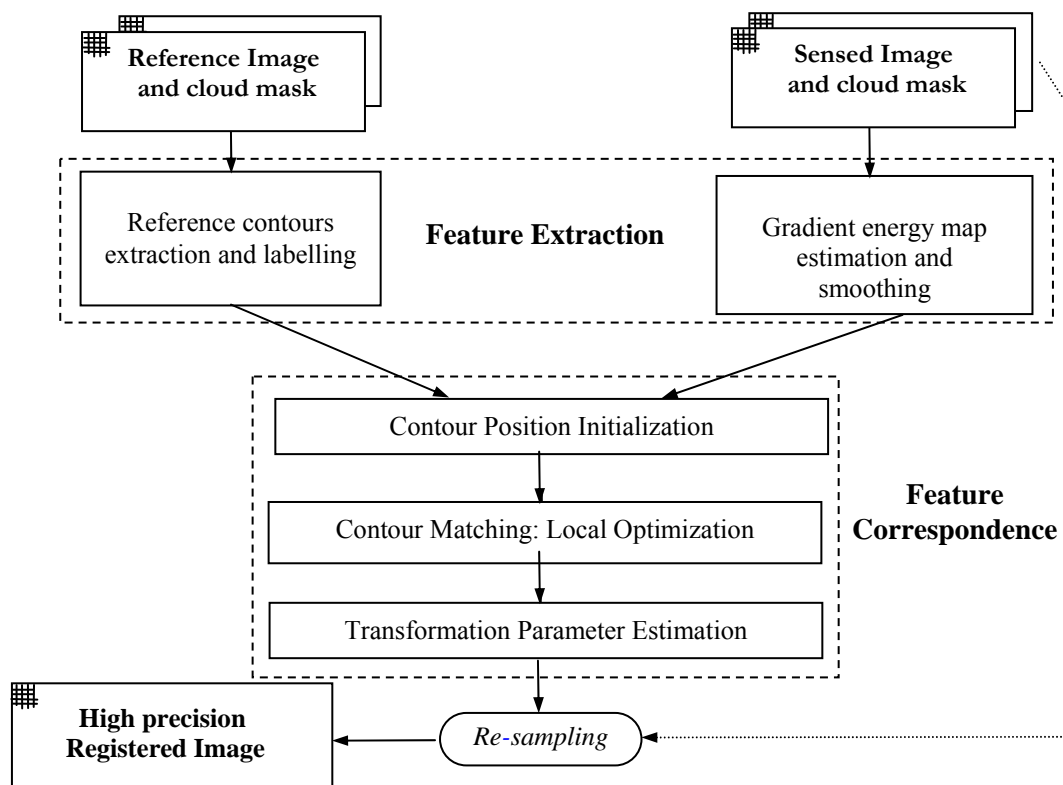 Reference Image
and cloud mask
Sensed Image
and cloud mask
Reference contours
extraction and labelling
Feature Extraction
Gradient energy map
estimation and
smoothing
Contour Position Initialization
Contour Matching: Local Optimization
Feature
Correspondence
Transformation Parameter Estimation
High precision
Registered Image
Re-sampling